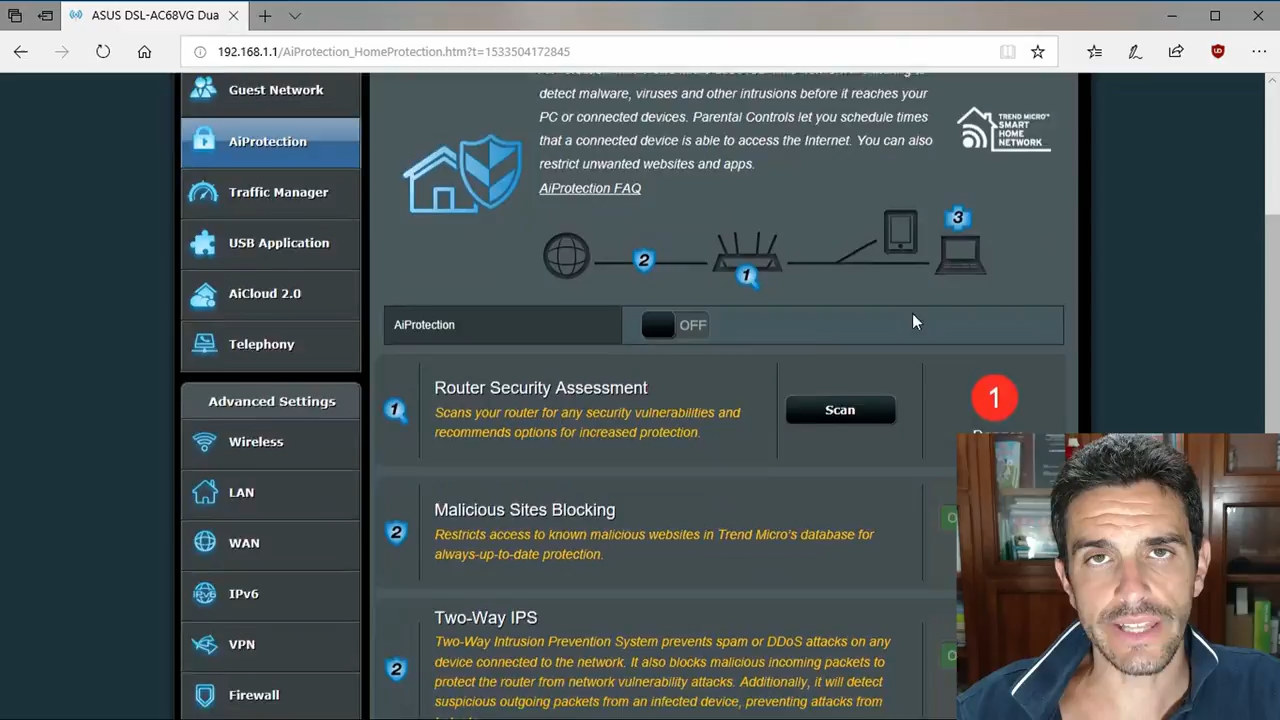 ASUS DSL-AC68VG Dua
192.168.1.1/AiProtection_HomeProtection.htm?t=1533504172845
Guest Network
AiProtection
Traffic Manager
USB Application
AiCloud 2.0
Telephony
Advanced Settings
Wireless
LAN
WAN
IPv6
VPN
Firewall
detect malware, viruses and other intrusions before it reaches your
PC or connected devices. Parental Controls let you schedule times
that a connected device is able to access the Internet. You can also
restrict unwanted websites and apps.
AiProtection FAQ
TREND MICRO™
SMART
HOME
NETWORK
2
1
3
AiProtection
OFF
1
Router Security Assessment
Scans your router for any security vulnerabilities and
recommends options for increased protection.
Scan
1
2
Malicious Sites Blocking
Restricts access to known malicious websites in Trend Micro's database for
always-up-to-date protection.
2
Two-Way IPS
Two-Way Intrusion Prevention System prevents spam or DDoS attacks on any
device connected to the network. It also blocks malicious incoming packets to
protect the router from network vulnerability attacks. Additionally, it will detect
suspicious outgoing packets from an infected device, preventing attacks from